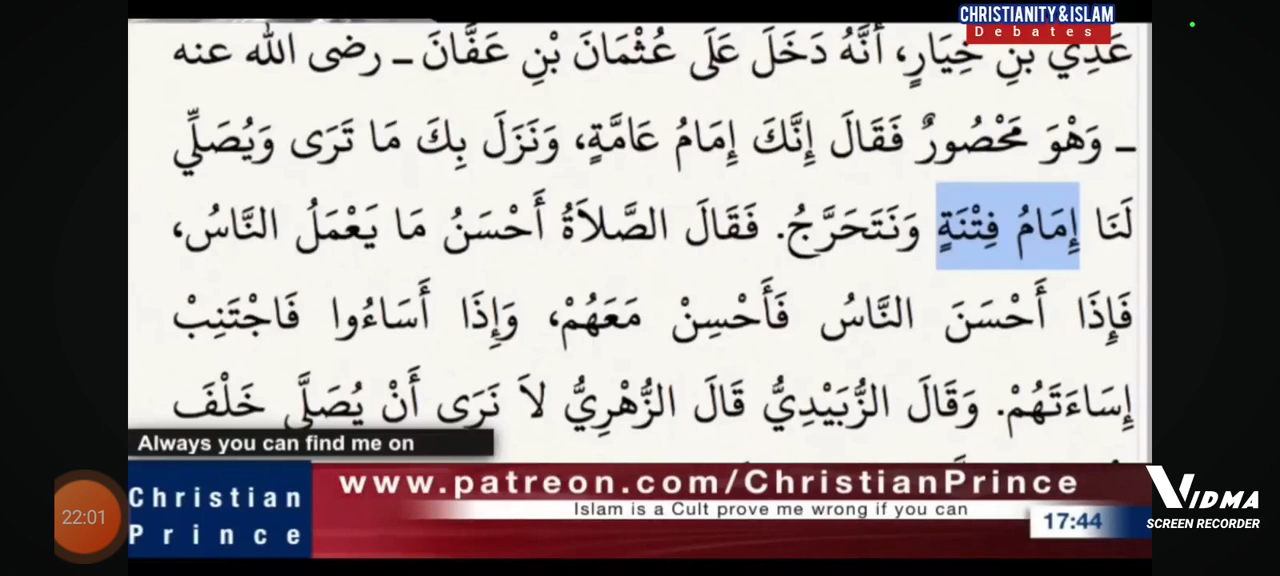 CHRISTIANITY & ISLAM
Debates
عَدِيِّ بْنِ خِيَارٍ، أَنَّهُ دَخَلَ عَلَى عُثْمَانَ بْنِ عَفَّانَ ـ رضى الله عنه
ـ وَهْوَ مَحْصُورٌ فَقَالَ إِنَّكَ إِمَامُ عَامَّةٍ، وَنَزَلَ بِكَ مَا تَرَى وَيُصَلِّي
لَنَا إِمَامُ فِتْنَةٍ وَنَتَحَرَّجُ. فَقَالَ الصَّلاَةُ أَحْسَنُ مَا يَعْمَلُ النَّاسُ،
فَإِذَا أَحْسَنَ النَّاسُ فَأَحْسِنْ مَعَهُمْ، وَإِذَا أَسَاءُوا فَاجْتَنِبْ
إِسَاءَتَهُمْ. وَقَالَ الزُّبَيْدِيُّ قَالَ الزُّهْرِيُّ لاَ نَرَى أَنْ يُصَلَّى خَلْفَ
Always you can find me on
www.patreon.com/ChristianPrince
Islam is a Cult prove me wrong if you can
Christian
Prince
17:44
22:01
VIDMA
SCREEN RECORDER